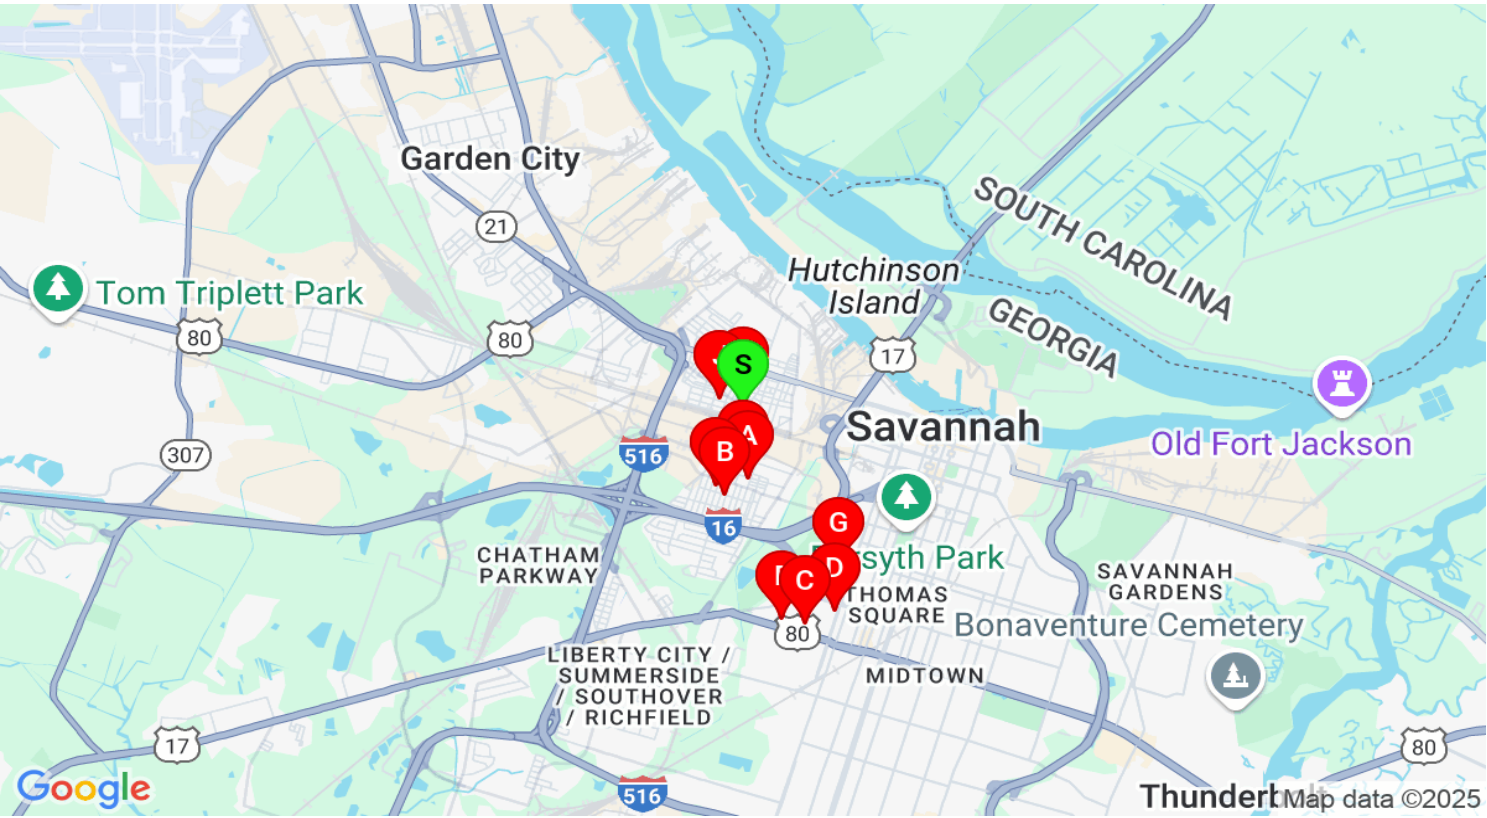 Garden City
21
Hutchinson
Island
SOUTH CAROLINA
GEORGIA
Tom Triplett Park
80
80
17
S
Savannah
Old Fort Jackson
307
516
A
B
16
G
Forsyth Park
D
C
CHATHAM
PARKWAY
THOMAS
SQUARE
SAVANNAH
GARDENS
80
Bonaventure Cemetery
LIBERTY CITY /
SUMMERSIDE
/ SOUTHOVER
/ RICHFIELD
MIDTOWN
17
80
Google
516
Thunderbolt
Map data ©2025